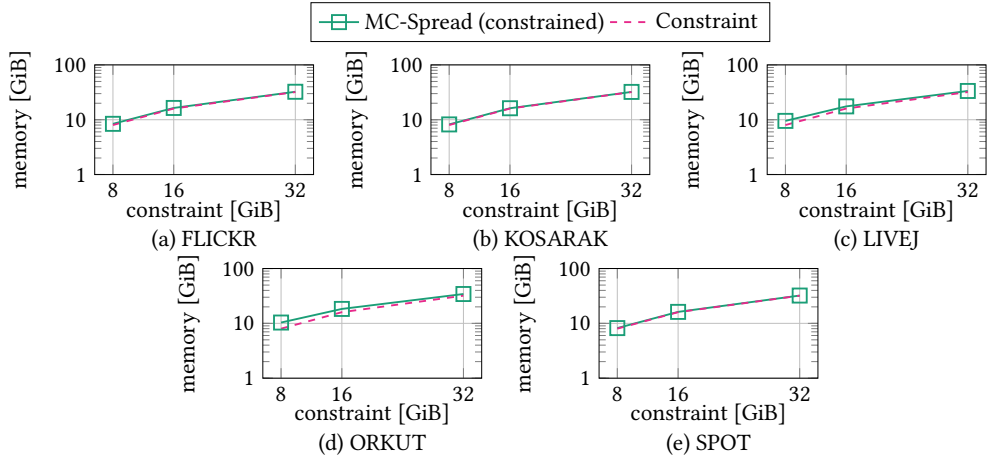 MC-Spread (constrained) Constraint
memory [GiB]
100
10
1
8 16 32
constraint [GiB]
(a) FLICKR
memory [GiB]
100
10
1
8 16 32
constraint [GiB]
(b) KOSARAK
memory [GiB]
100
10
1
8 16 32
constraint [GiB]
(c) LIVEJ
memory [GiB]
100
10
1
8 16 32
constraint [GiB]
(d) ORKUT
memory [GiB]
100
10
1
8 16 32
constraint [GiB]
(e) SPOT